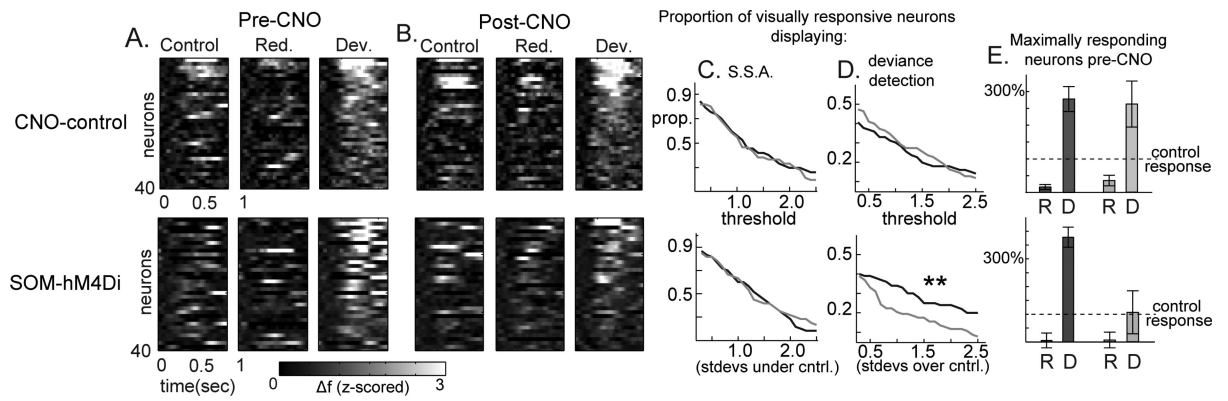 Proportion of visually responsive neurons
displaying:
Pre-CNO
Post-CNO
A.
Control
Red.
Dev.
B.
Control
Red.
Dev.
C. S.S.A.
D. deviance
detection
E. Maximally responding
neurons pre-CNO
CNO-control
neurons
40
0
0.5
1
0.9
prop.
0.5
1.0
2.0
threshold
0.5
0.2
0.5
1.5
2.5
threshold
300%
control
response
R
D
R
D
SOM-hM4Di
neurons
40
0
0.5
1
time(sec)
0
Δf (z-scored)
3
0.9
0.5
1.0
2.0
(stdevs under cntrl.)
0.5
0.2
**
0.5
1.5
2.5
(stdevs over cntrl.)
300%
control
response
R
D
R
D